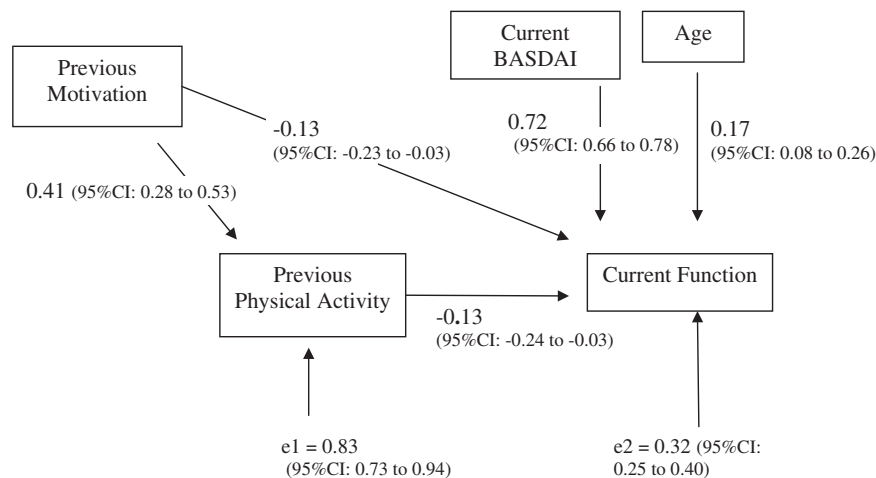 Current
BASDAI
Age
Previous
Motivation
-0.13
(95%CI: -0.23 to -0.03)
0.72
(95%CI: 0.66 to 0.78)
0.17
(95%CI: 0.08 to 0.26)
0.41 (95%CI: 0.28 to 0.53)
Previous
Physical Activity
Current Function
-0.13
(95%CI: -0.24 to -0.03)
e1 = 0.83
(95%CI: 0.73 to 0.94)
e2 = 0.32 (95%CI:
0.25 to 0.40)